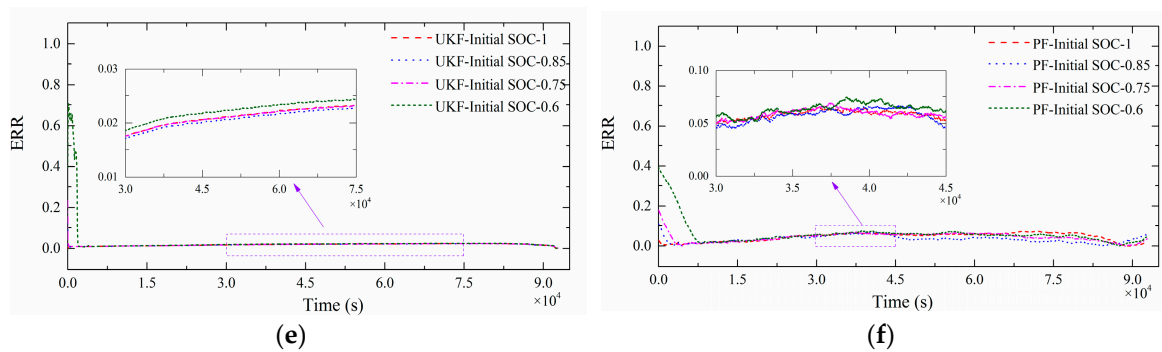 1.0
0.8
0.6
0.4
0.2
0.0
ERR
UKF-Initial SOC-1
UKF-Initial SOC-0.85
UKF-Initial SOC-0.75
UKF-Initial SOC-0.6
0.03
0.02
0.01
3.0 4.5 6.0 7.5
×10⁴
0.0 1.5 3.0 4.5 6.0 7.5 9.0
Time (s)
×10⁴
(e)
1.0
0.8
0.6
0.4
0.2
0.0
ERR
PF-Initial SOC-1
PF-Initial SOC-0.85
PF-Initial SOC-0.75
PF-Initial SOC-0.6
0.10
0.05
0.00
3.0 3.5 4.0 4.5
×10⁴
0.0 1.5 3.0 4.5 6.0 7.5 9.0
Time (s)
×10⁴
(f)